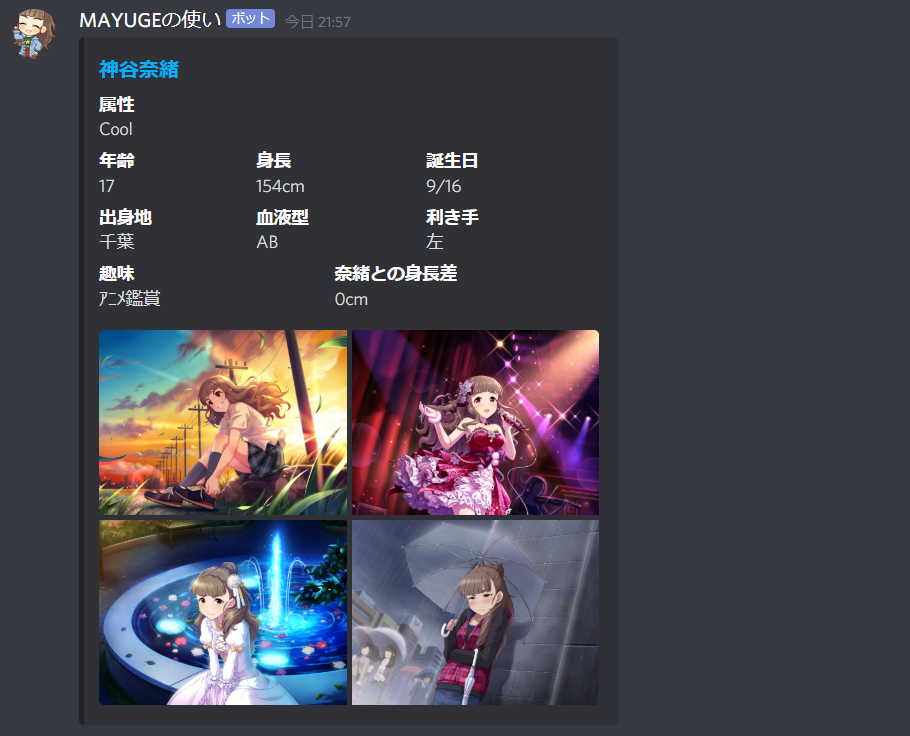 MAYUGEの使い ボット 今日 21:57
神谷奈緒
属性
Cool
年齢 身長 誕生日
17 154cm 9/16
出身地 血液型 利き手
千葉 AB 左
趣味 奈緒との身長差
ｱﾆﾒ鑑賞 0cm